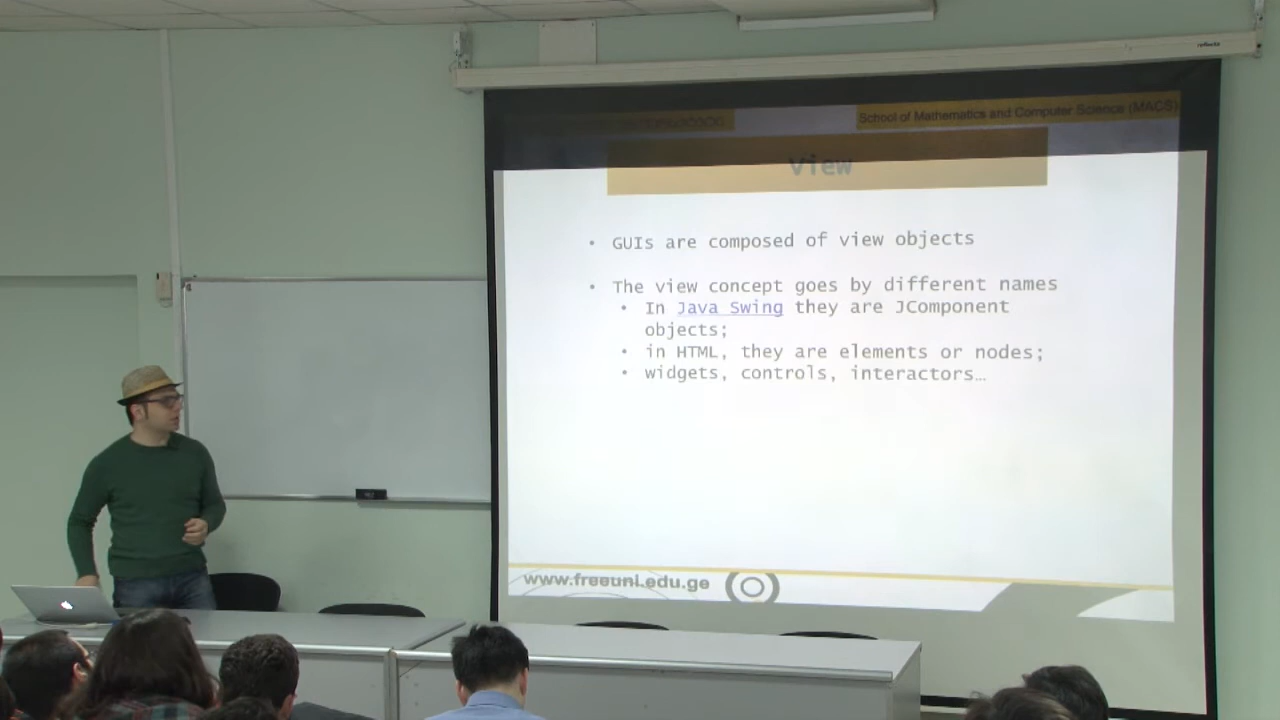 reflecta
School of Mathematics and Computer Science (MACS)
View
• GUIs are composed of view objects
• The view concept goes by different names
• In Java Swing they are JComponent
objects;
• in HTML, they are elements or nodes;
• widgets, controls, interactors…
www.freeuni.edu.ge